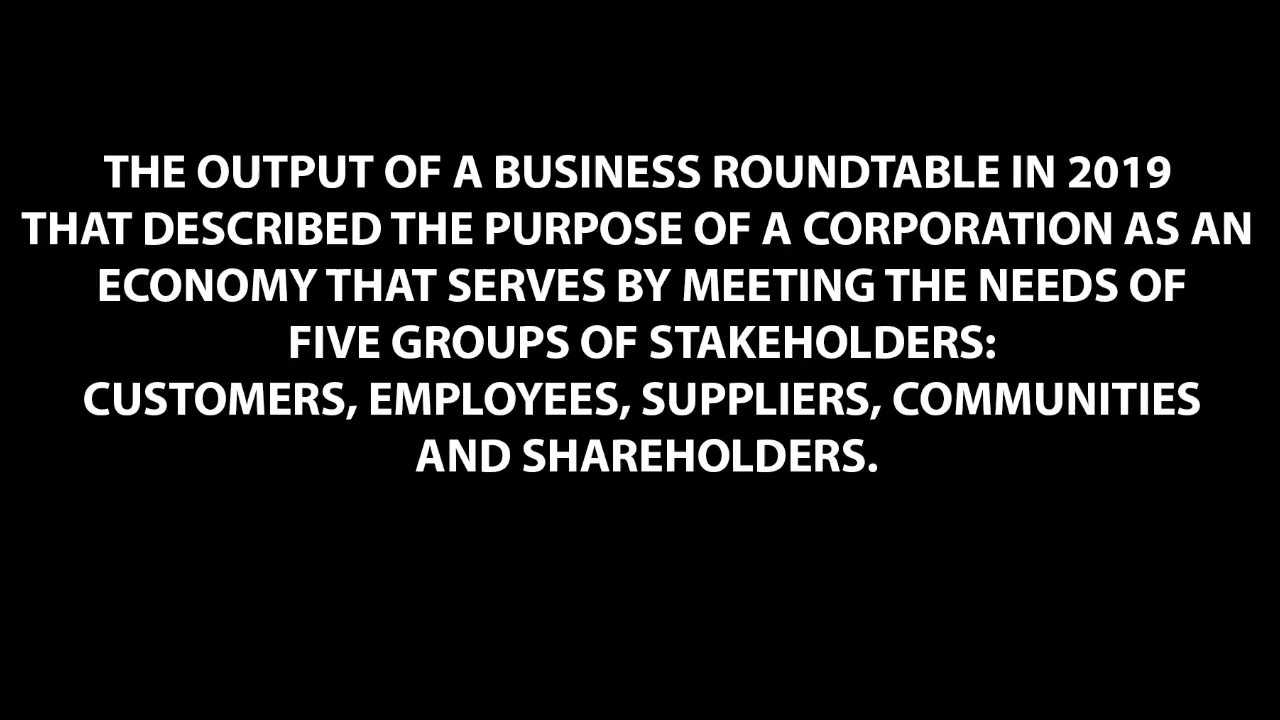 THE OUTPUT OF A BUSINESS ROUNDTABLE IN 2019
THAT DESCRIBED THE PURPOSE OF A CORPORATION AS AN
ECONOMY THAT SERVES BY MEETING THE NEEDS OF
FIVE GROUPS OF STAKEHOLDERS:
CUSTOMERS, EMPLOYEES, SUPPLIERS, COMMUNITIES
AND SHAREHOLDERS.